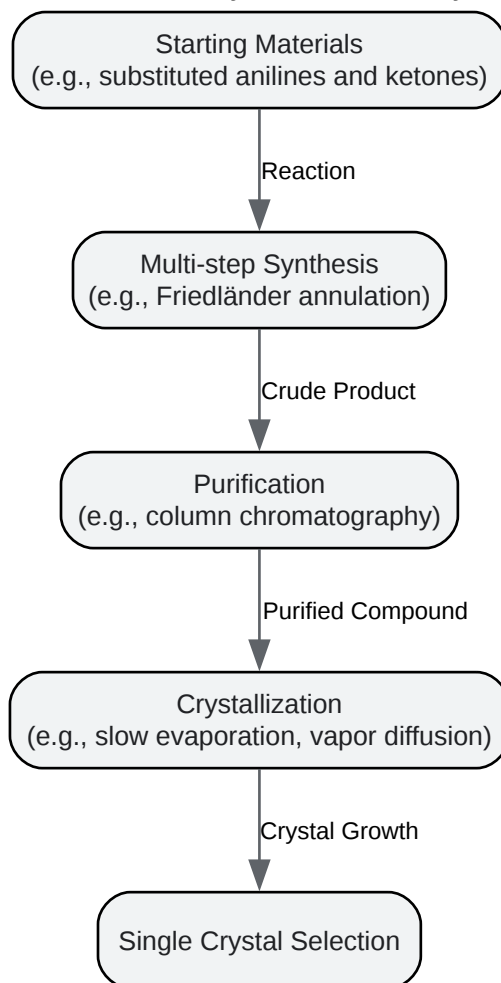 Starting Materials
(e.g., substituted anilines and ketones)
Reaction
Multi-step Synthesis
(e.g., Friedländer annulation)
Crude Product
Purification
(e.g., column chromatography)
Purified Compound
Crystallization
(e.g., slow evaporation, vapor diffusion)
Crystal Growth
Single Crystal Selection